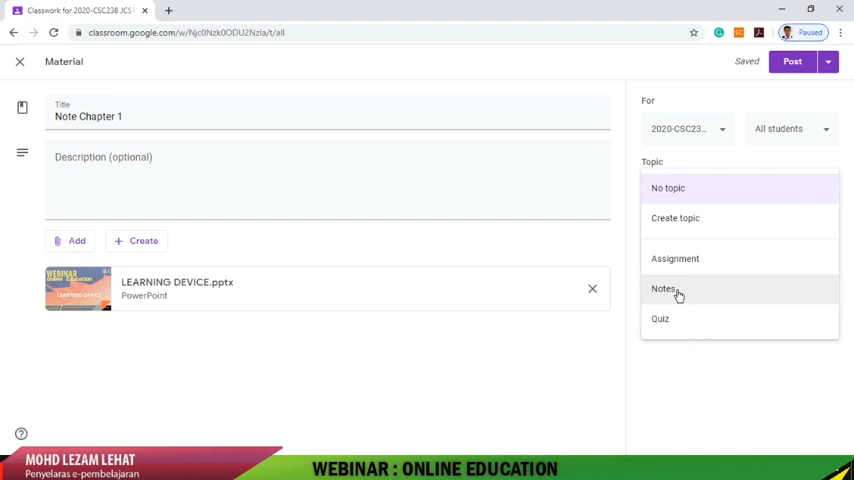 Classwork for 2020-CSC238 JCS1
classroom.google.com/w/Njc0Nzk0ODU2Nzla/t/all
Paused
Material
Saved
Post
Title
Note Chapter 1
Description (optional)
Add
Create
WEBINAR
Online Education
LEARNING DEVICE
LEARNING DEVICE.pptx
PowerPoint
For
2020-CSC23...
All students
Topic
No topic
Create topic
Assignment
Notes
Quiz
MOHD LEZAM LEHAT
Penyelaras e-pembelajaran
WEBINAR : ONLINE EDUCATION